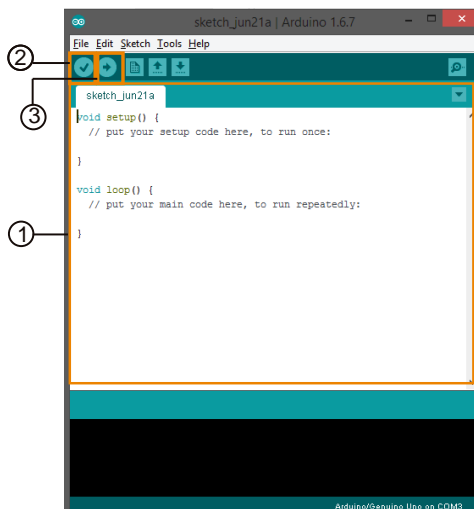 sketch_jun21a | Arduino 1.6.7
File Edit Sketch Tools Help
②
③
sketch_jun21a
void setup() {
// put your setup code here, to run once:
}
void loop() {
// put your main code here, to run repeatedly:
①
}
Arduino/Genuino Uno on COM3